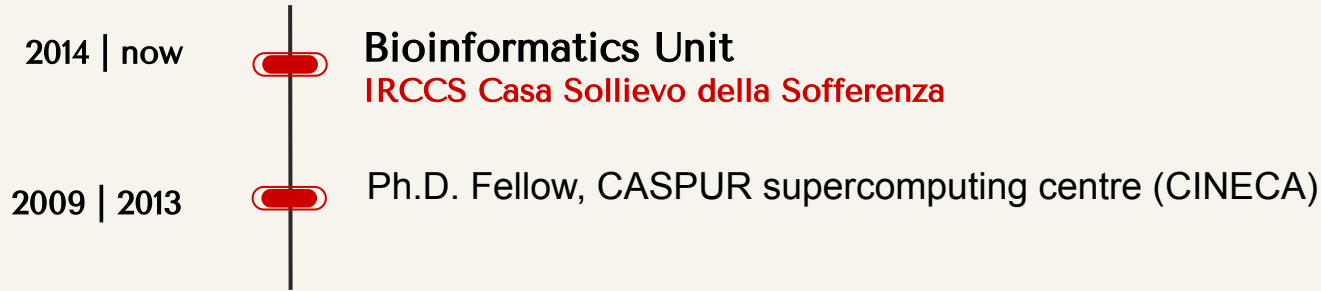 2014 | now
Bioinformatics Unit
IRCCS Casa Sollievo della Sofferenza
2009 | 2013
Ph.D. Fellow, CASPUR supercomputing centre (CINECA)